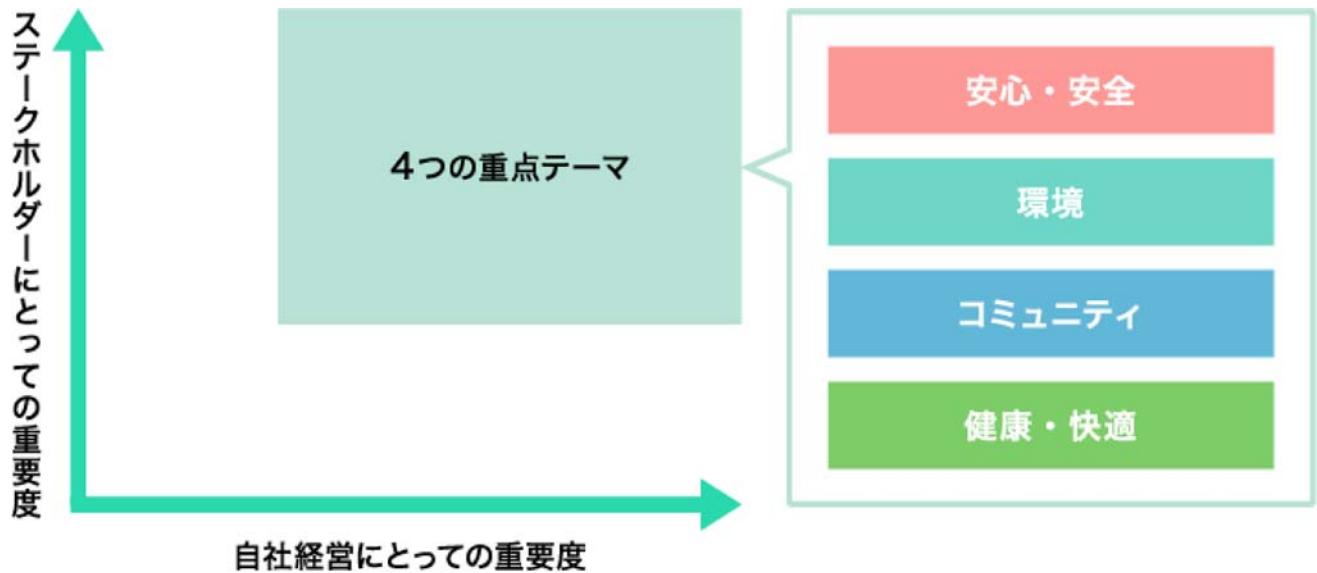 ステークホルダーにとっての重要度
4つの重点テーマ
安心・安全
環境
コミュニティ
健康・快適
自社経営にとっての重要度